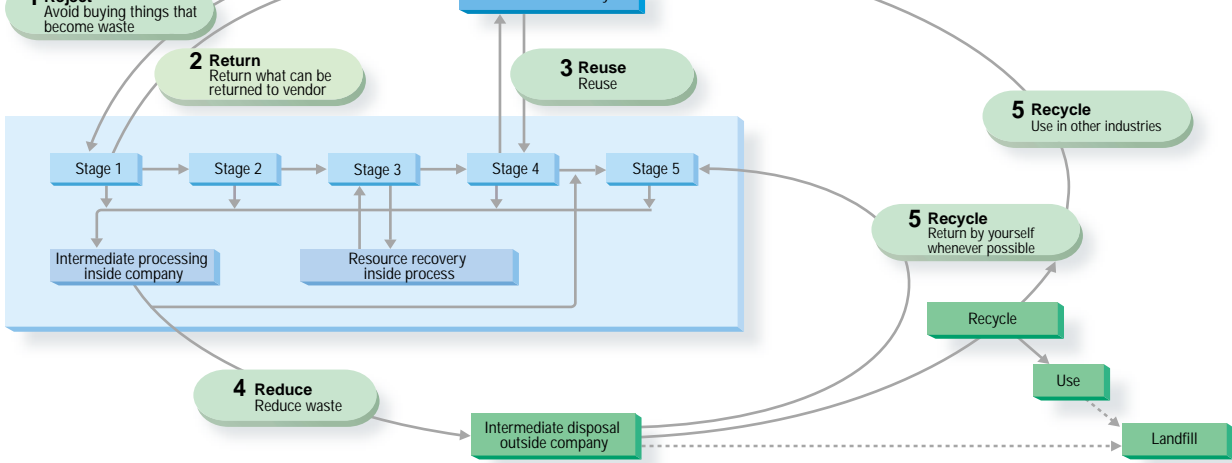 1 Reject
Avoid buying things that
become waste
2 Return
Return what can be
returned to vendor
3 Reuse
Reuse
5 Recycle
Use in other industries
Stage 1
Stage 2
Stage 3
Stage 4
Stage 5
5 Recycle
Return by yourself
whenever possible
Intermediate processing
inside company
Resource recovery
inside process
Recycle
4 Reduce
Reduce waste
Use
Intermediate disposal
outside company
Landfill